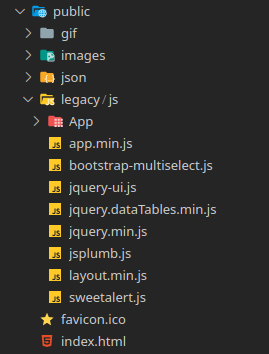 public
gif
images
json
legacy/js
App
app.min.js
bootstrap-multiselect.js
jquery-ui.js
jquery.dataTables.min.js
jquery.min.js
jsplumb.js
layout.min.js
sweetalert.js
favicon.ico
index.html